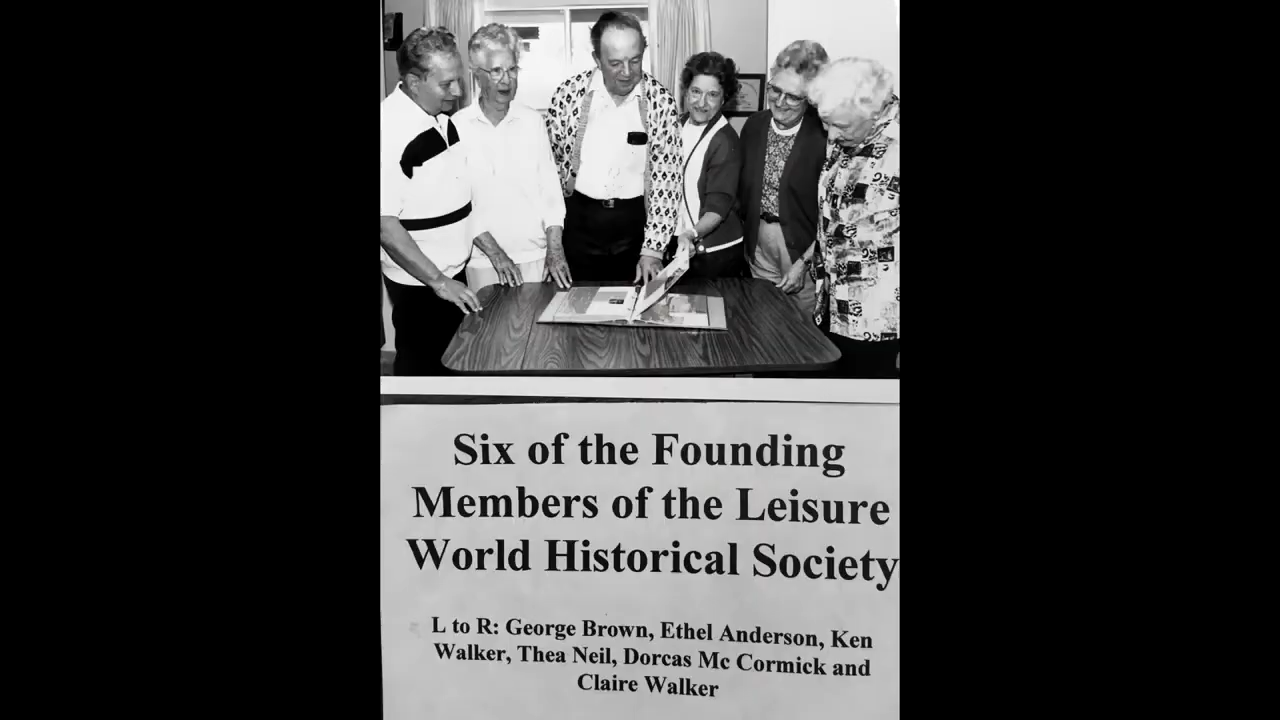 Six of the Founding
Members of the Leisure
World Historical Society
L to R: George Brown, Ethel Anderson, Ken
Walker, Thea Neil, Dorcas Mc Cormick and
Claire Walker